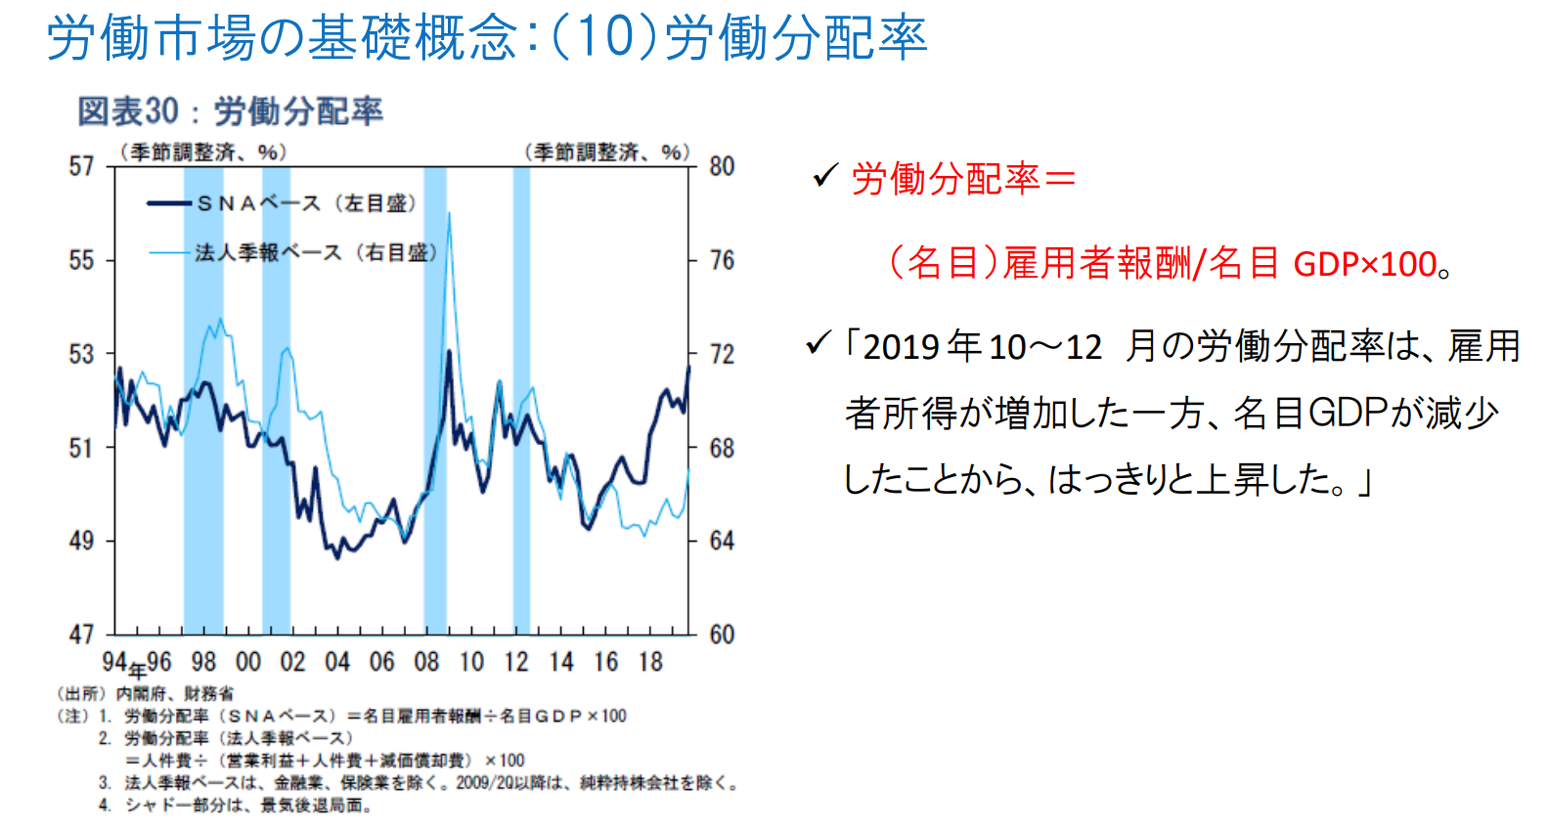 労働市場の基礎概念：（10）労働分配率
図表30：労働分配率
（季節調整済、％）
（季節調整済、％）
57
55
53
51
49
47
80
76
72
68
64
60
ＳＮＡベース（左目盛）
法人季報ベース（右目盛）
94年96 98 00 02 04 06 08 10 12 14 16 18
（出所）内閣府、財務省
（注）1. 労働分配率（ＳＮＡベース）＝名目雇用者報酬÷名目ＧＤＰ×100
2. 労働分配率（法人季報ベース）
＝人件費÷（営業利益＋人件費＋減価償却費）×100
3. 法人季報ベースは、金融業、保険業を除く。2009/2Q以降は、純粋持株会社を除く。
4. シャドー部分は、景気後退局面。
✓ 労働分配率＝
（名目）雇用者報酬/名目 GDP×100。
✓ 「2019 年 10～12 月の労働分配率は、雇用
者所得が増加した一方、名目ＧＤＰが減少
したことから、はっきりと上昇した。」